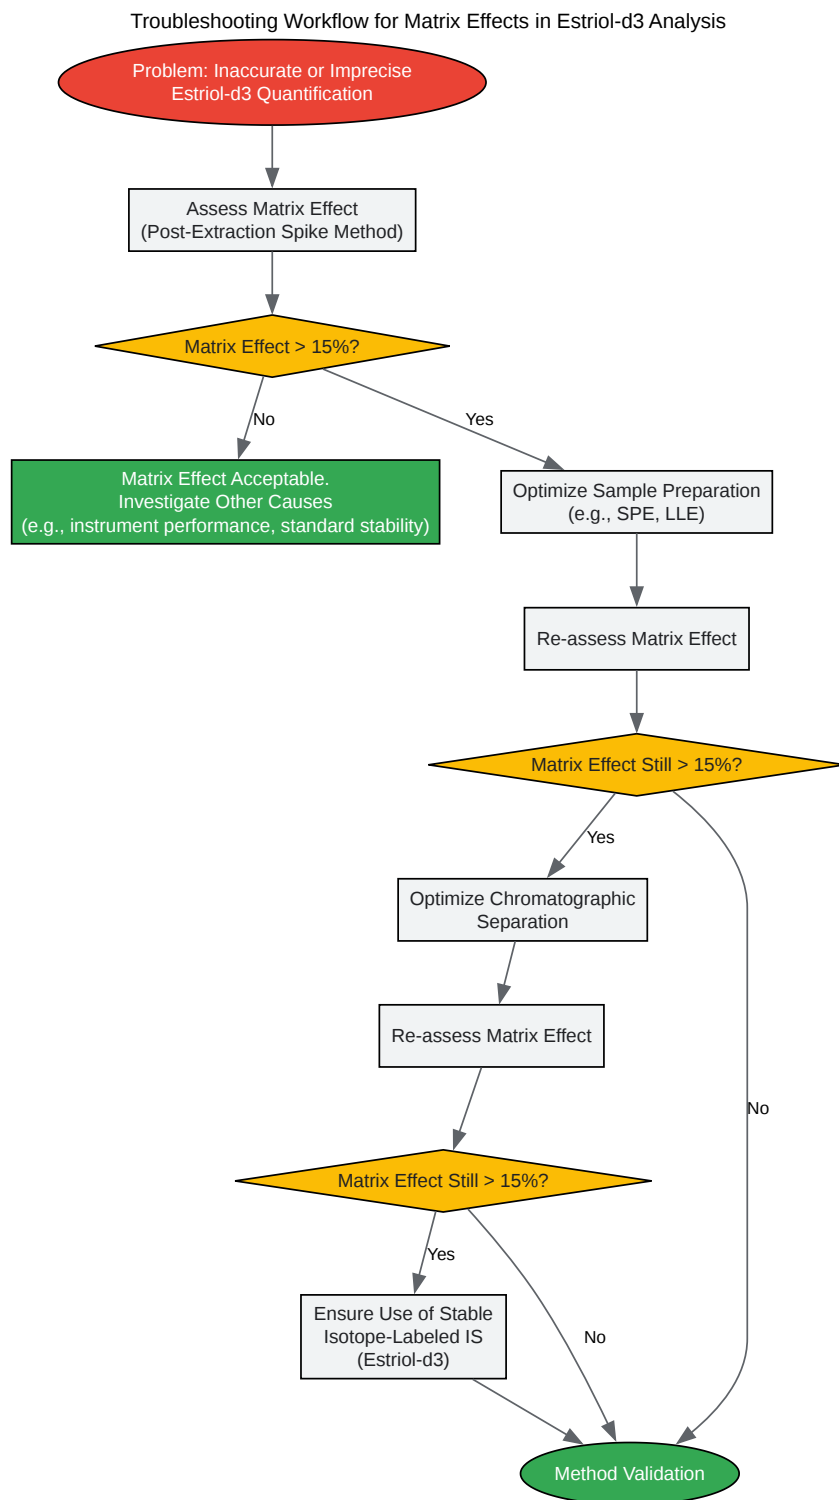 Troubleshooting Workflow for Matrix Effects in Estriol-d3 Analysis
Problem: Inaccurate or Imprecise
Estriol-d3 Quantification
Assess Matrix Effect
(Post-Extraction Spike Method)
Matrix Effect > 15%?
No
Yes
Matrix Effect Acceptable.
Investigate Other Causes
(e.g., instrument performance, standard stability)
Optimize Sample Preparation
(e.g., SPE, LLE)
Re-assess Matrix Effect
Matrix Effect Still > 15%?
Yes
Optimize Chromatographic
Separation
Re-assess Matrix Effect
No
Matrix Effect Still > 15%?
Yes
Ensure Use of Stable
Isotope-Labeled IS
(Estriol-d3)
No
Method Validation